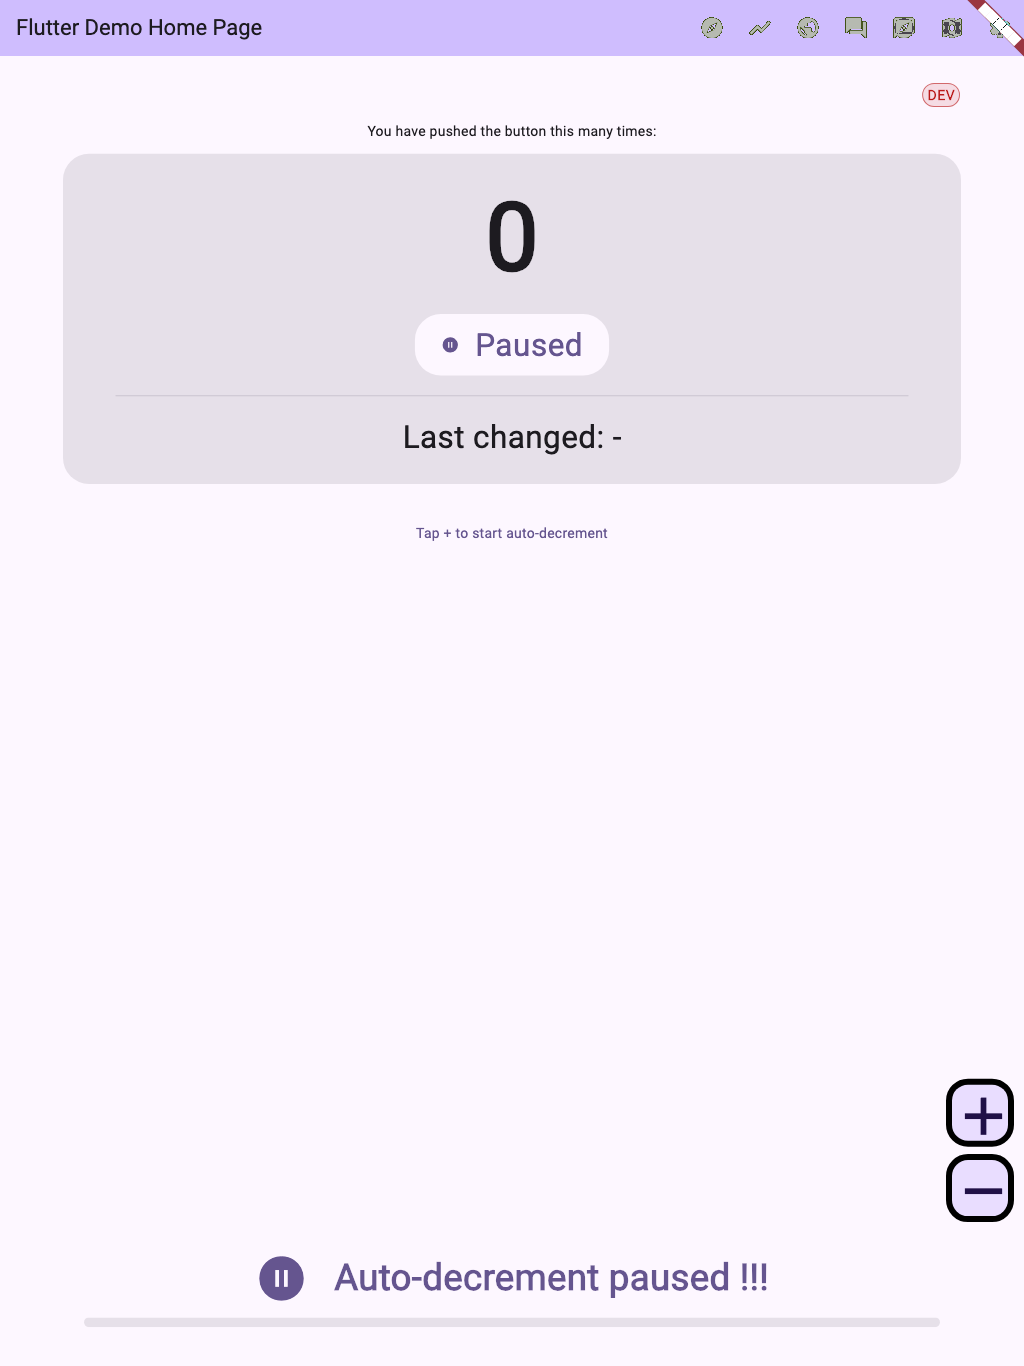 Flutter Demo Home Page
DEV
You have pushed the button this many times:
0
Paused
Last changed: -
Tap + to start auto-decrement
+
−
Auto-decrement paused !!!